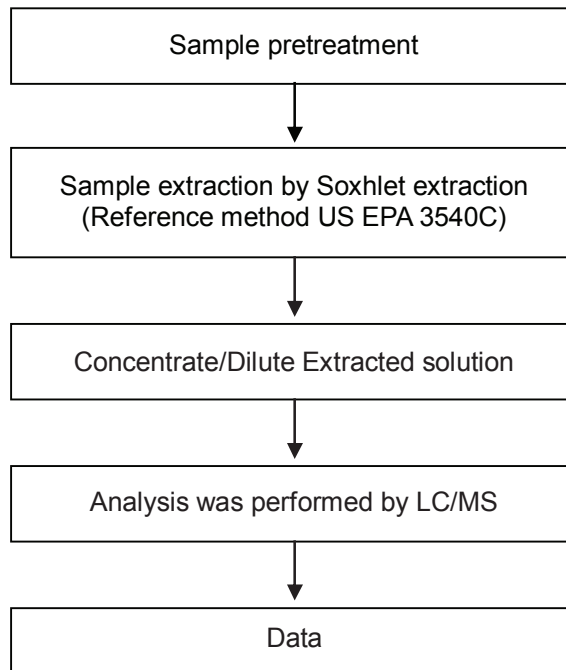 Sample pretreatment
Sample extraction by Soxhlet extraction
(Reference method US EPA 3540C)
Concentrate/Dilute Extracted solution
Analysis was performed by LC/MS
Data